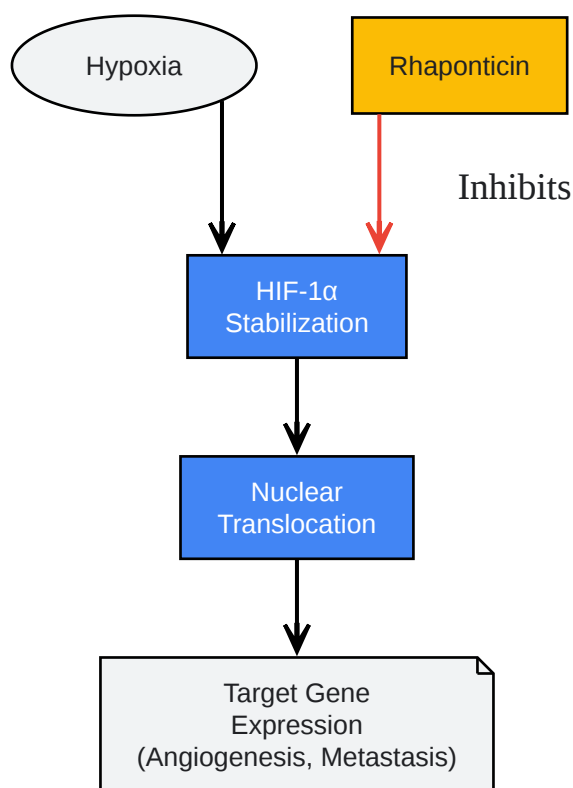 Hypoxia
Rhaponticin
Inhibits
HIF-1α
Stabilization
Nuclear
Translocation
Target Gene
Expression
(Angiogenesis, Metastasis)